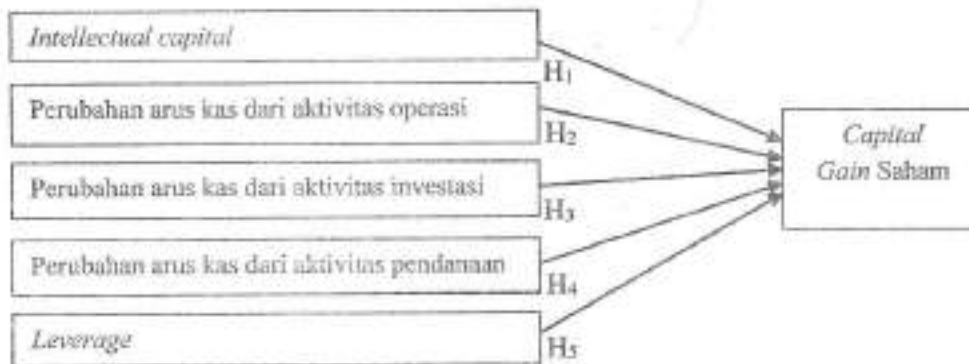 Intellectual capital
H1
Perubahan arus kas dari aktivitas operasi
H2
Perubahan arus kas dari aktivitas investasi
H3
Perubahan arus kas dari aktivitas pendanaan
H4
Leverage
H5
Capital
Gain Saham